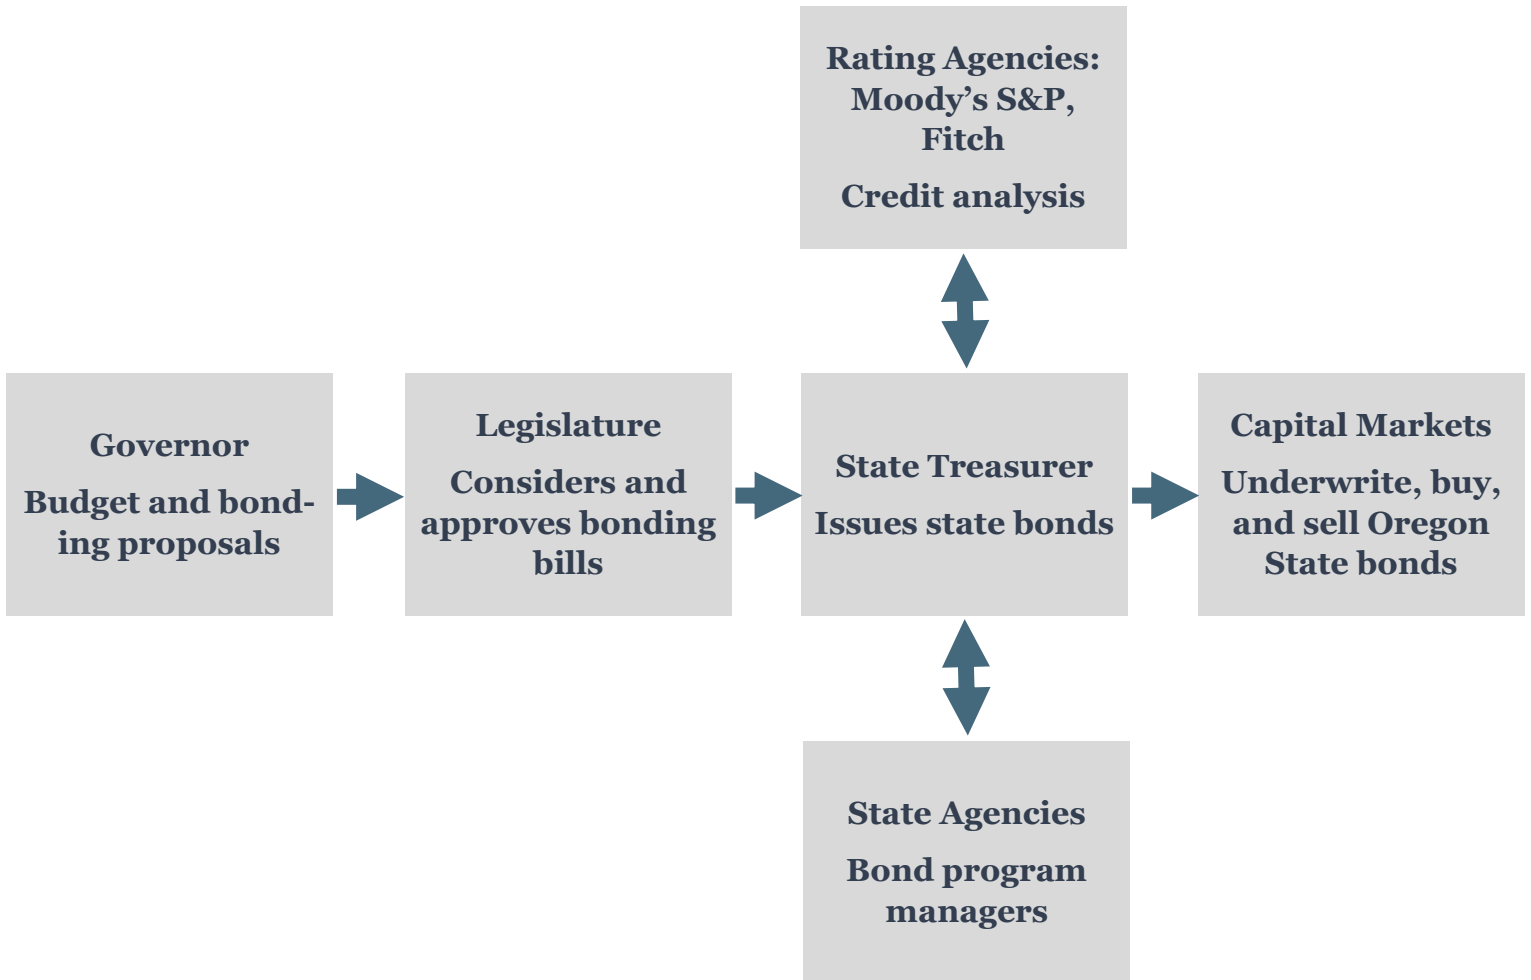 Rating Agencies:
Moody’s S&P,
Fitch
Credit analysis
Governor
Budget and bond-
ing proposals
Legislature
Considers and
approves bonding
bills
State Treasurer
Issues state bonds
Capital Markets
Underwrite, buy,
and sell Oregon
State bonds
State Agencies
Bond program
managers